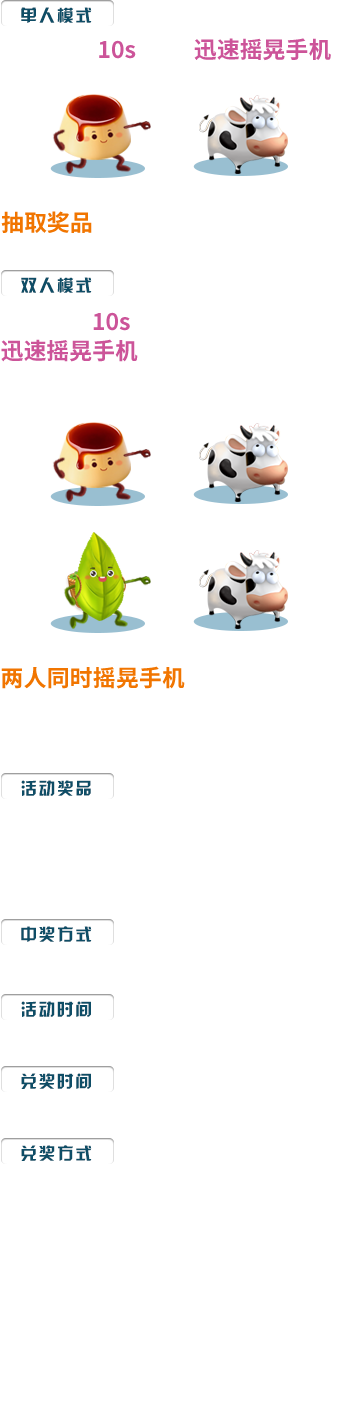 单人模式
10s 迅速摇晃手机
抽取奖品
双人模式
10s
迅速摇晃手机
两人同时摇晃手机
活动奖品
中奖方式
活动时间
兑奖时间
兑奖方式